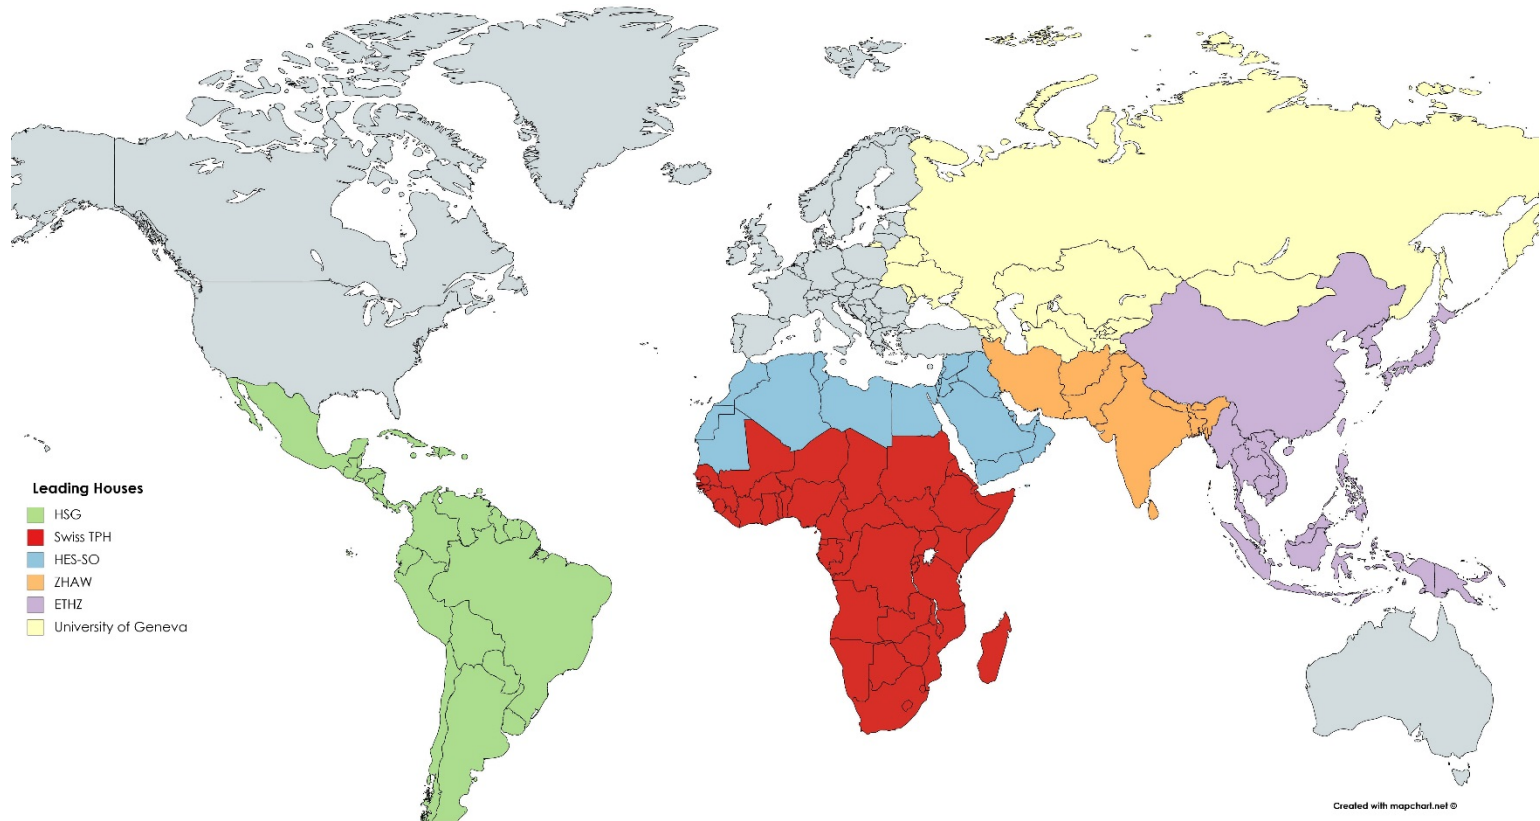 Leading Houses
HSG
Swiss TPH
HES-SO
ZHAW
ETHZ
University of Geneva
Created with mapchart.net ©